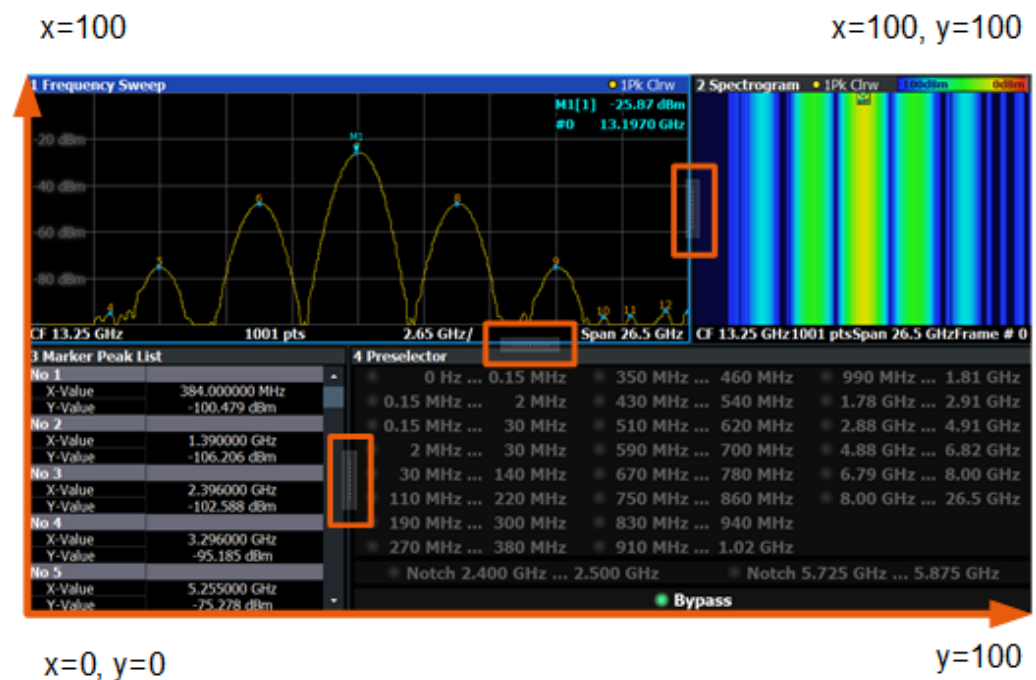 x=100
x=100, y=100
1 Frequency Sweep
1Pk Clrw
M1[1] -25.87 dBm
#0 13.1970 GHz
M1
-20 dBm
-40 dBm
-60 dBm
-80 dBm
4
5
6
8
9
10
11
12
CF 13.25 GHz 1001 pts 2.65 GHz/ Span 26.5 GHz
2 Spectrogram 1Pk Clrw -100dBm 0dBm
CF 13.25 GHz1001 ptsSpan 26.5 GHzFrame # 0
3 Marker Peak List
No 1
X-Value 384.000000 MHz
Y-Value -100.479 dBm
No 2
X-Value 1.390000 GHz
Y-Value -106.206 dBm
No 3
X-Value 2.396000 GHz
Y-Value -102.588 dBm
No 4
X-Value 3.296000 GHz
Y-Value -95.185 dBm
No 5
X-Value 5.255000 GHz
Y-Value -75.278 dBm
4 Preselector
0 Hz ... 0.15 MHz 350 MHz ... 460 MHz 990 MHz ... 1.81 GHz
0.15 MHz ... 2 MHz 430 MHz ... 540 MHz 1.78 GHz ... 2.91 GHz
0.15 MHz ... 30 MHz 510 MHz ... 620 MHz 2.88 GHz ... 4.91 GHz
2 MHz ... 30 MHz 590 MHz ... 700 MHz 4.88 GHz ... 6.82 GHz
30 MHz ... 140 MHz 670 MHz ... 780 MHz 6.79 GHz ... 8.00 GHz
110 MHz ... 220 MHz 750 MHz ... 860 MHz 8.00 GHz ... 26.5 GHz
190 MHz ... 300 MHz 830 MHz ... 940 MHz
270 MHz ... 380 MHz 910 MHz ... 1.02 GHz
Notch 2.400 GHz ... 2.500 GHz Notch 5.725 GHz ... 5.875 GHz
Bypass
x=0, y=0
y=100